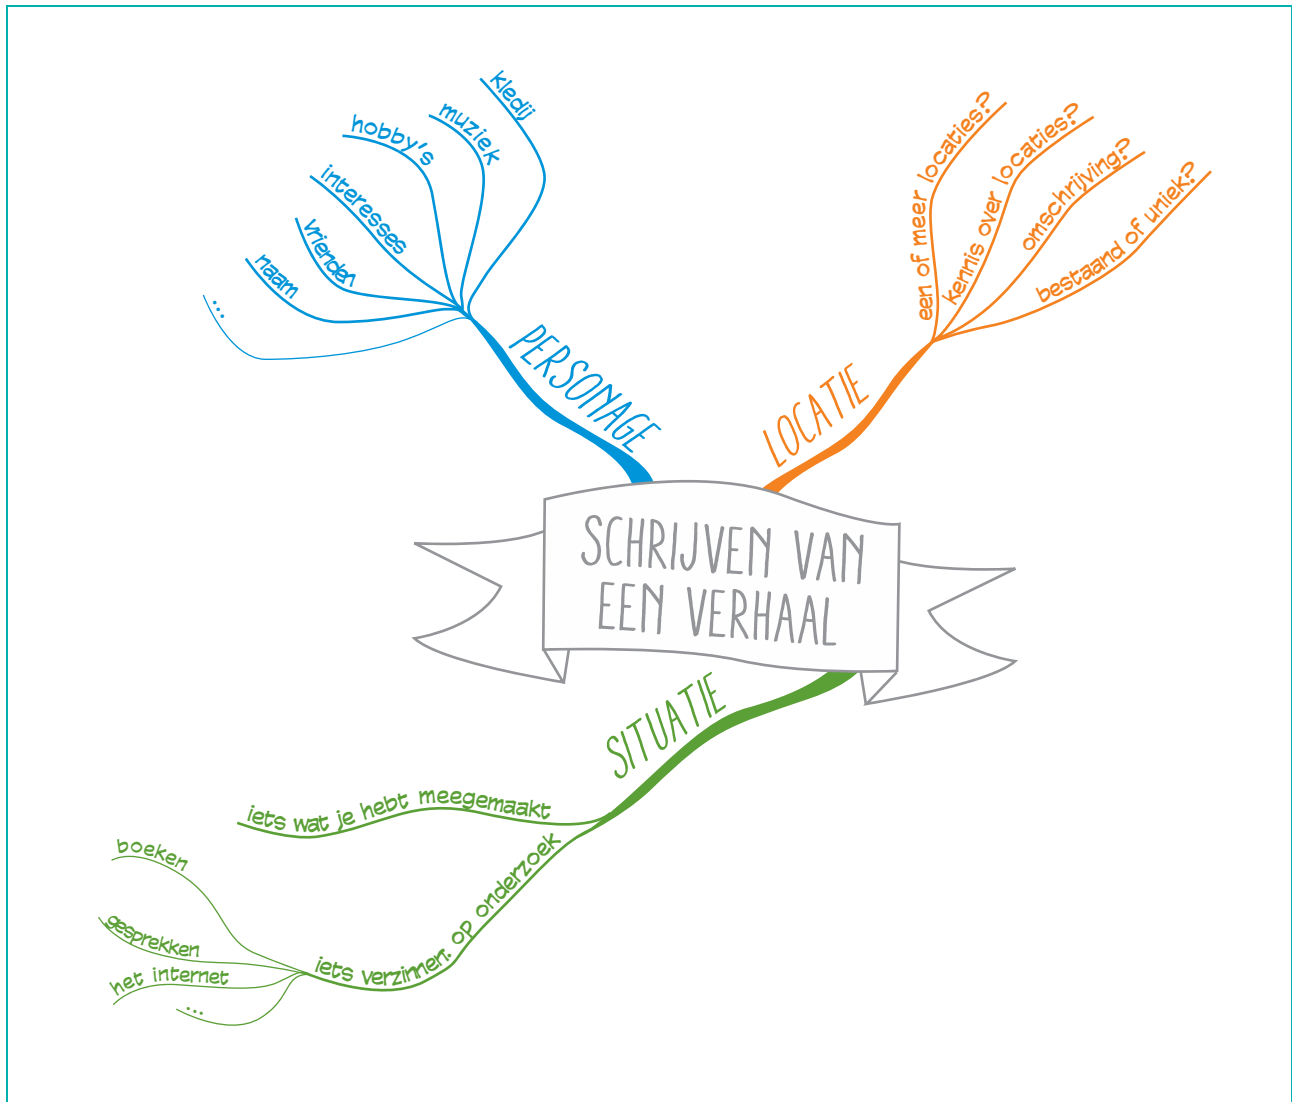 kledij
muziek
hobby's
interesses
vrienden
naam
...
PERSONAGE
een of meer locaties?
kennis over locaties?
omschrijving?
bestaand of uniek?
LOCATIE
SCHRIJVEN VAN
EEN VERHAAL
SITUATIE
iets wat je hebt meegemaakt
iets verzinnen: op onderzoek
boeken
gesprekken
het internet
...